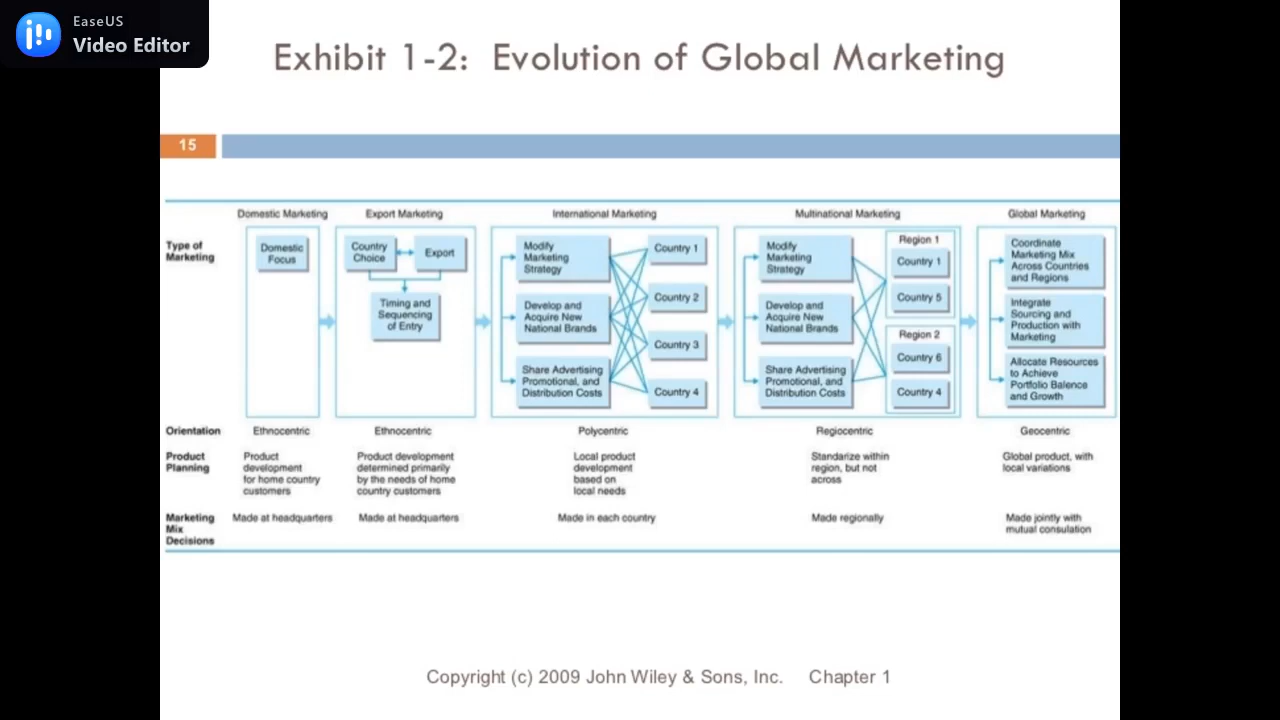 EaseUS
Video Editor
Exhibit 1-2: Evolution of Global Marketing
15
Domestic Marketing
Export Marketing
International Marketing
Multinational Marketing
Global Marketing
Type of
Marketing
Domestic
Focus
Country
Choice
Export
Timing and
Sequencing
of Entry
Modify
Marketing
Strategy
Develop and
Acquire New
National Brands
Share Advertising
Promotional, and
Distribution Costs
Country 1
Country 2
Country 3
Country 4
Modify
Marketing
Strategy
Develop and
Acquire New
National Brands
Share Advertising
Promotional, and
Distribution Costs
Region 1
Country 1
Country 5
Region 2
Country 6
Country 4
Coordinate
Marketing Mix
Across Countries
and Regions
Integrate
Sourcing and
Production with
Marketing
Allocate Resources
to Achieve
Portfolio Balence
and Growth
Orientation
Ethnocentric
Ethnocentric
Polycentric
Regiocentric
Geocentric
Product
Planning
Product
development
for home country
customers
Product development
determined primarily
by the needs of home
country customers
Local product
development
based on
local needs
Standarize within
region, but not
across
Global product, with
local variations
Marketing
Mix
Decisions
Made at headquarters
Made at headquarters
Made in each country
Made regionally
Made jointly with
mutual consulation
Copyright (c) 2009 John Wiley & Sons, Inc. Chapter 1